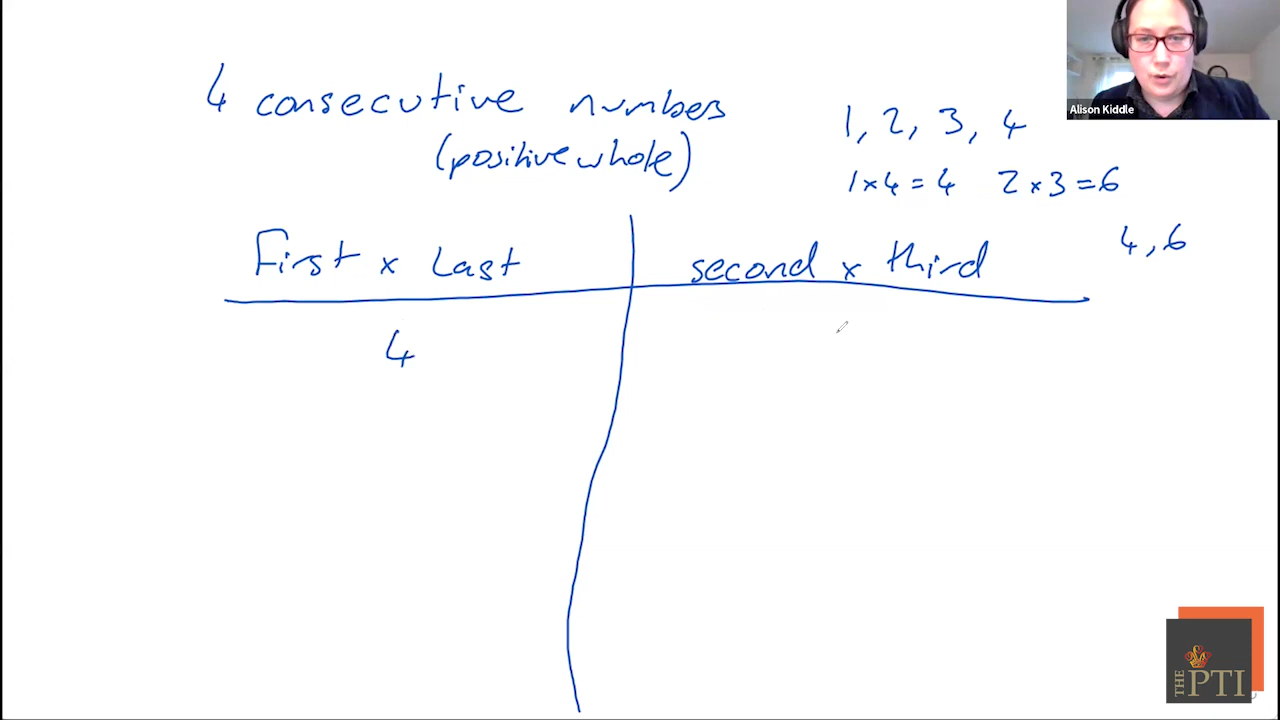 Alison Kiddle
4 consecutive numbers
(positive whole)
1, 2, 3, 4
1 x 4 = 4 2 x 3 = 6
4, 6
First x Last
second x third
4
THE PTI